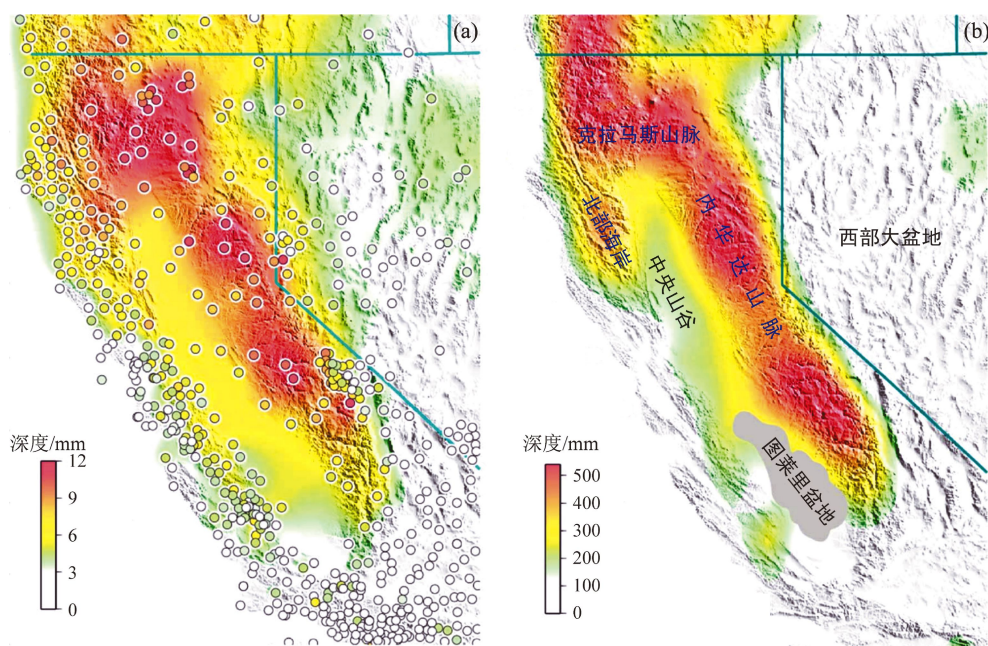 (a)
深度/mm
12
9
6
3
0
(b)
克拉马斯山脉
北部海岸
内华达山脉
中央山谷
西部大盆地
图莱里盆地
深度/mm
500
400
300
200
100
0